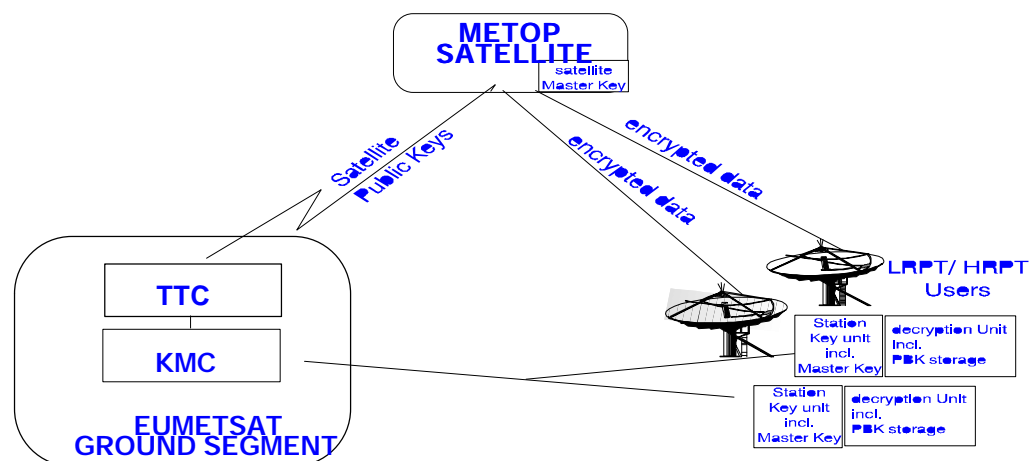 METOP
SATELLITE
satellite
Master Key
Satellite
Public Keys
encrypted data
encrypted data
TTC
KMC
EUMETSAT
GROUND SEGMENT
LRPT/ HRPT
Users
Station
Key unit
incl.
Master Key
decryption Unit
Incl.
PBK storage
Station
Key unit
incl.
Master Key
decryption Unit
incl.
PBK storage